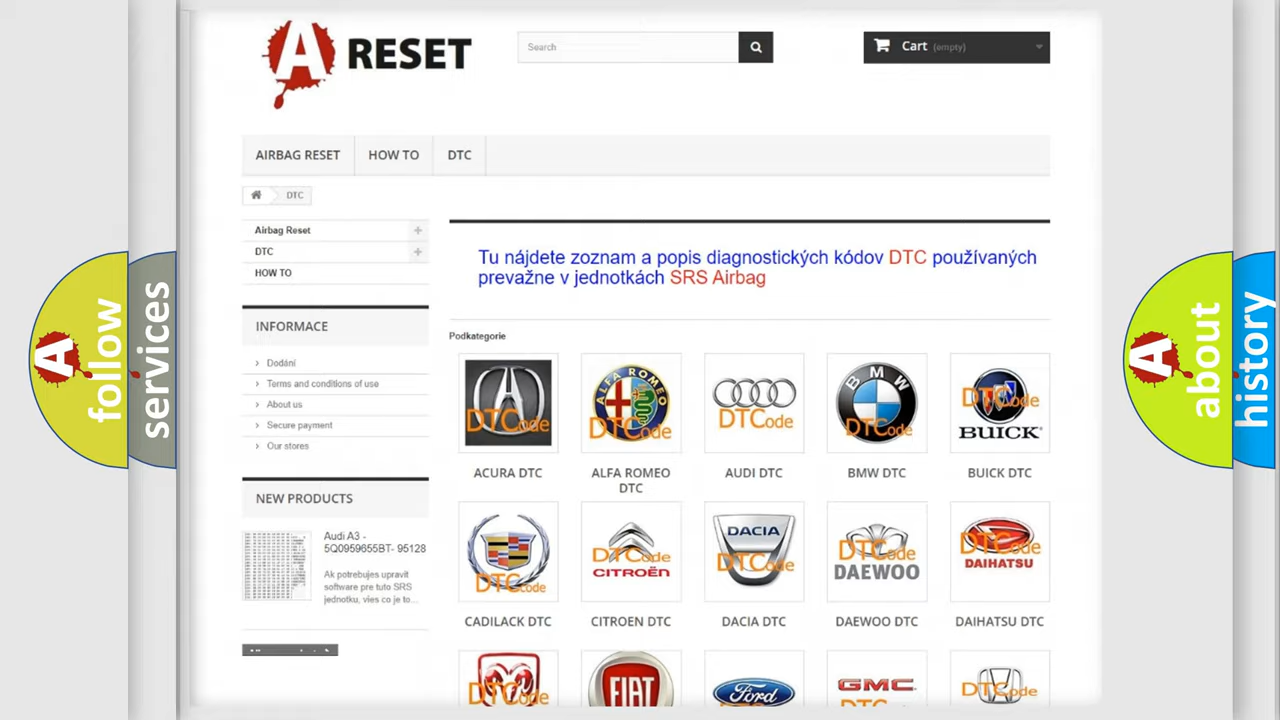 A RESET
Search
Cart (empty)
AIRBAG RESET
HOW TO
DTC
DTC
Airbag Reset
DTC
HOW TO
INFORMACE
Dodání
Terms and conditions of use
About us
Secure payment
Our stores
NEW PRODUCTS
Audi A3 -
5Q0959655BT- 95128
Ak potrebujes upravit
software pre tuto SRS
jednotku, vies co je to...
Tu nájdete zoznam a popis diagnostických kódov DTC používaných
prevažne v jednotkách SRS Airbag
Podkategorie
DTCode
ALFA ROMEO
DTCode
DTCode
BMW
DTCode
DTCode
BUICK
ACURA DTC
ALFA ROMEO
DTC
AUDI DTC
BMW DTC
BUICK DTC
DTCode
DTCode
CITROËN
DACIA
DTCode
DTCode
DAEWOO
DTCode
DAIHATSU
CADILACK DTC
CITROEN DTC
DACIA DTC
DAEWOO DTC
DAIHATSU DTC
DTCode
FIAT
Ford
GMC
DTCode
A follow
services
A about
history